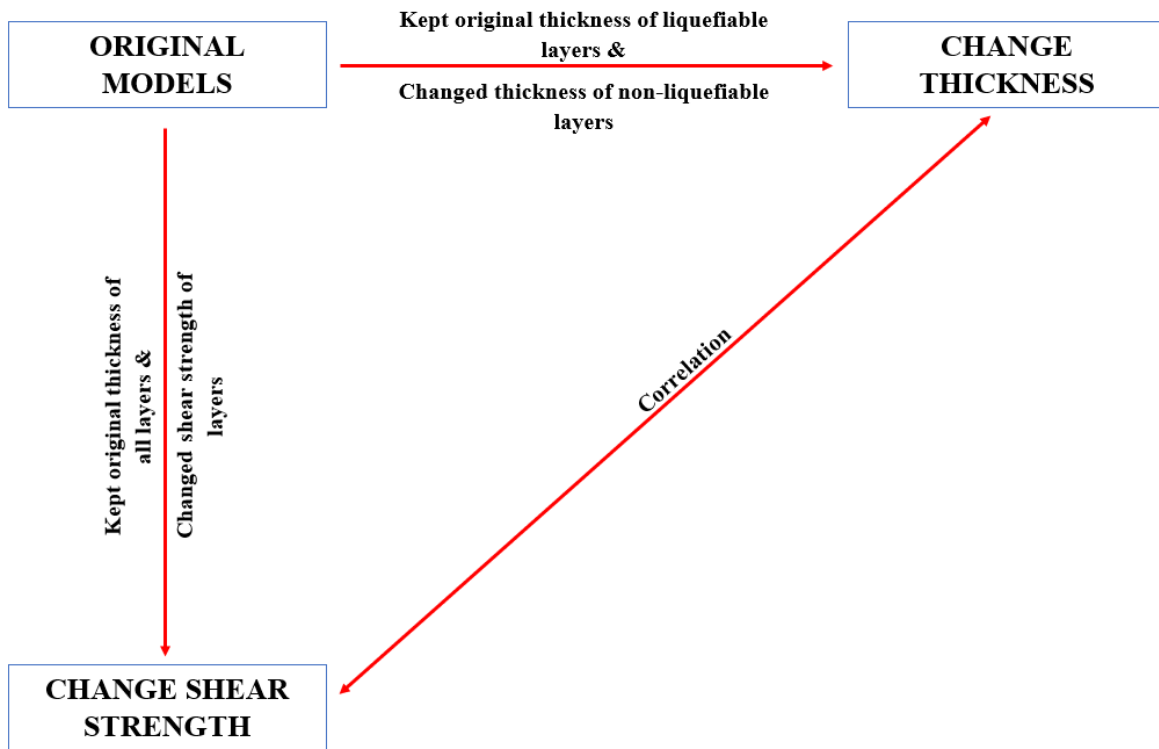 ORIGINAL
MODELS
Kept original thickness of liquefiable
layers &
Changed thickness of non-liquefiable
layers
CHANGE
THICKNESS
Kept original thickness of
all layers &
Changed shear strength of
layers
Correlation
CHANGE SHEAR
STRENGTH